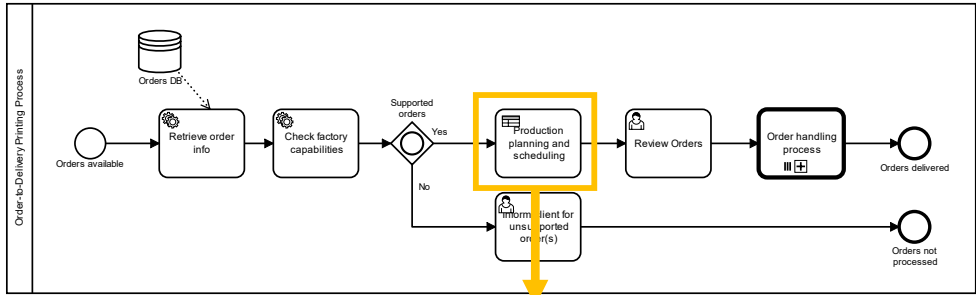 Order-to-Delivery Printing Process
Orders DB
Orders available
Retrieve order
info
Check factory
capabilities
Supported
orders
Yes
No
Production
planning and
scheduling
Review Orders
Order handling
process
Orders delivered
Inform client for
unsupported
order(s)
Orders not
processed